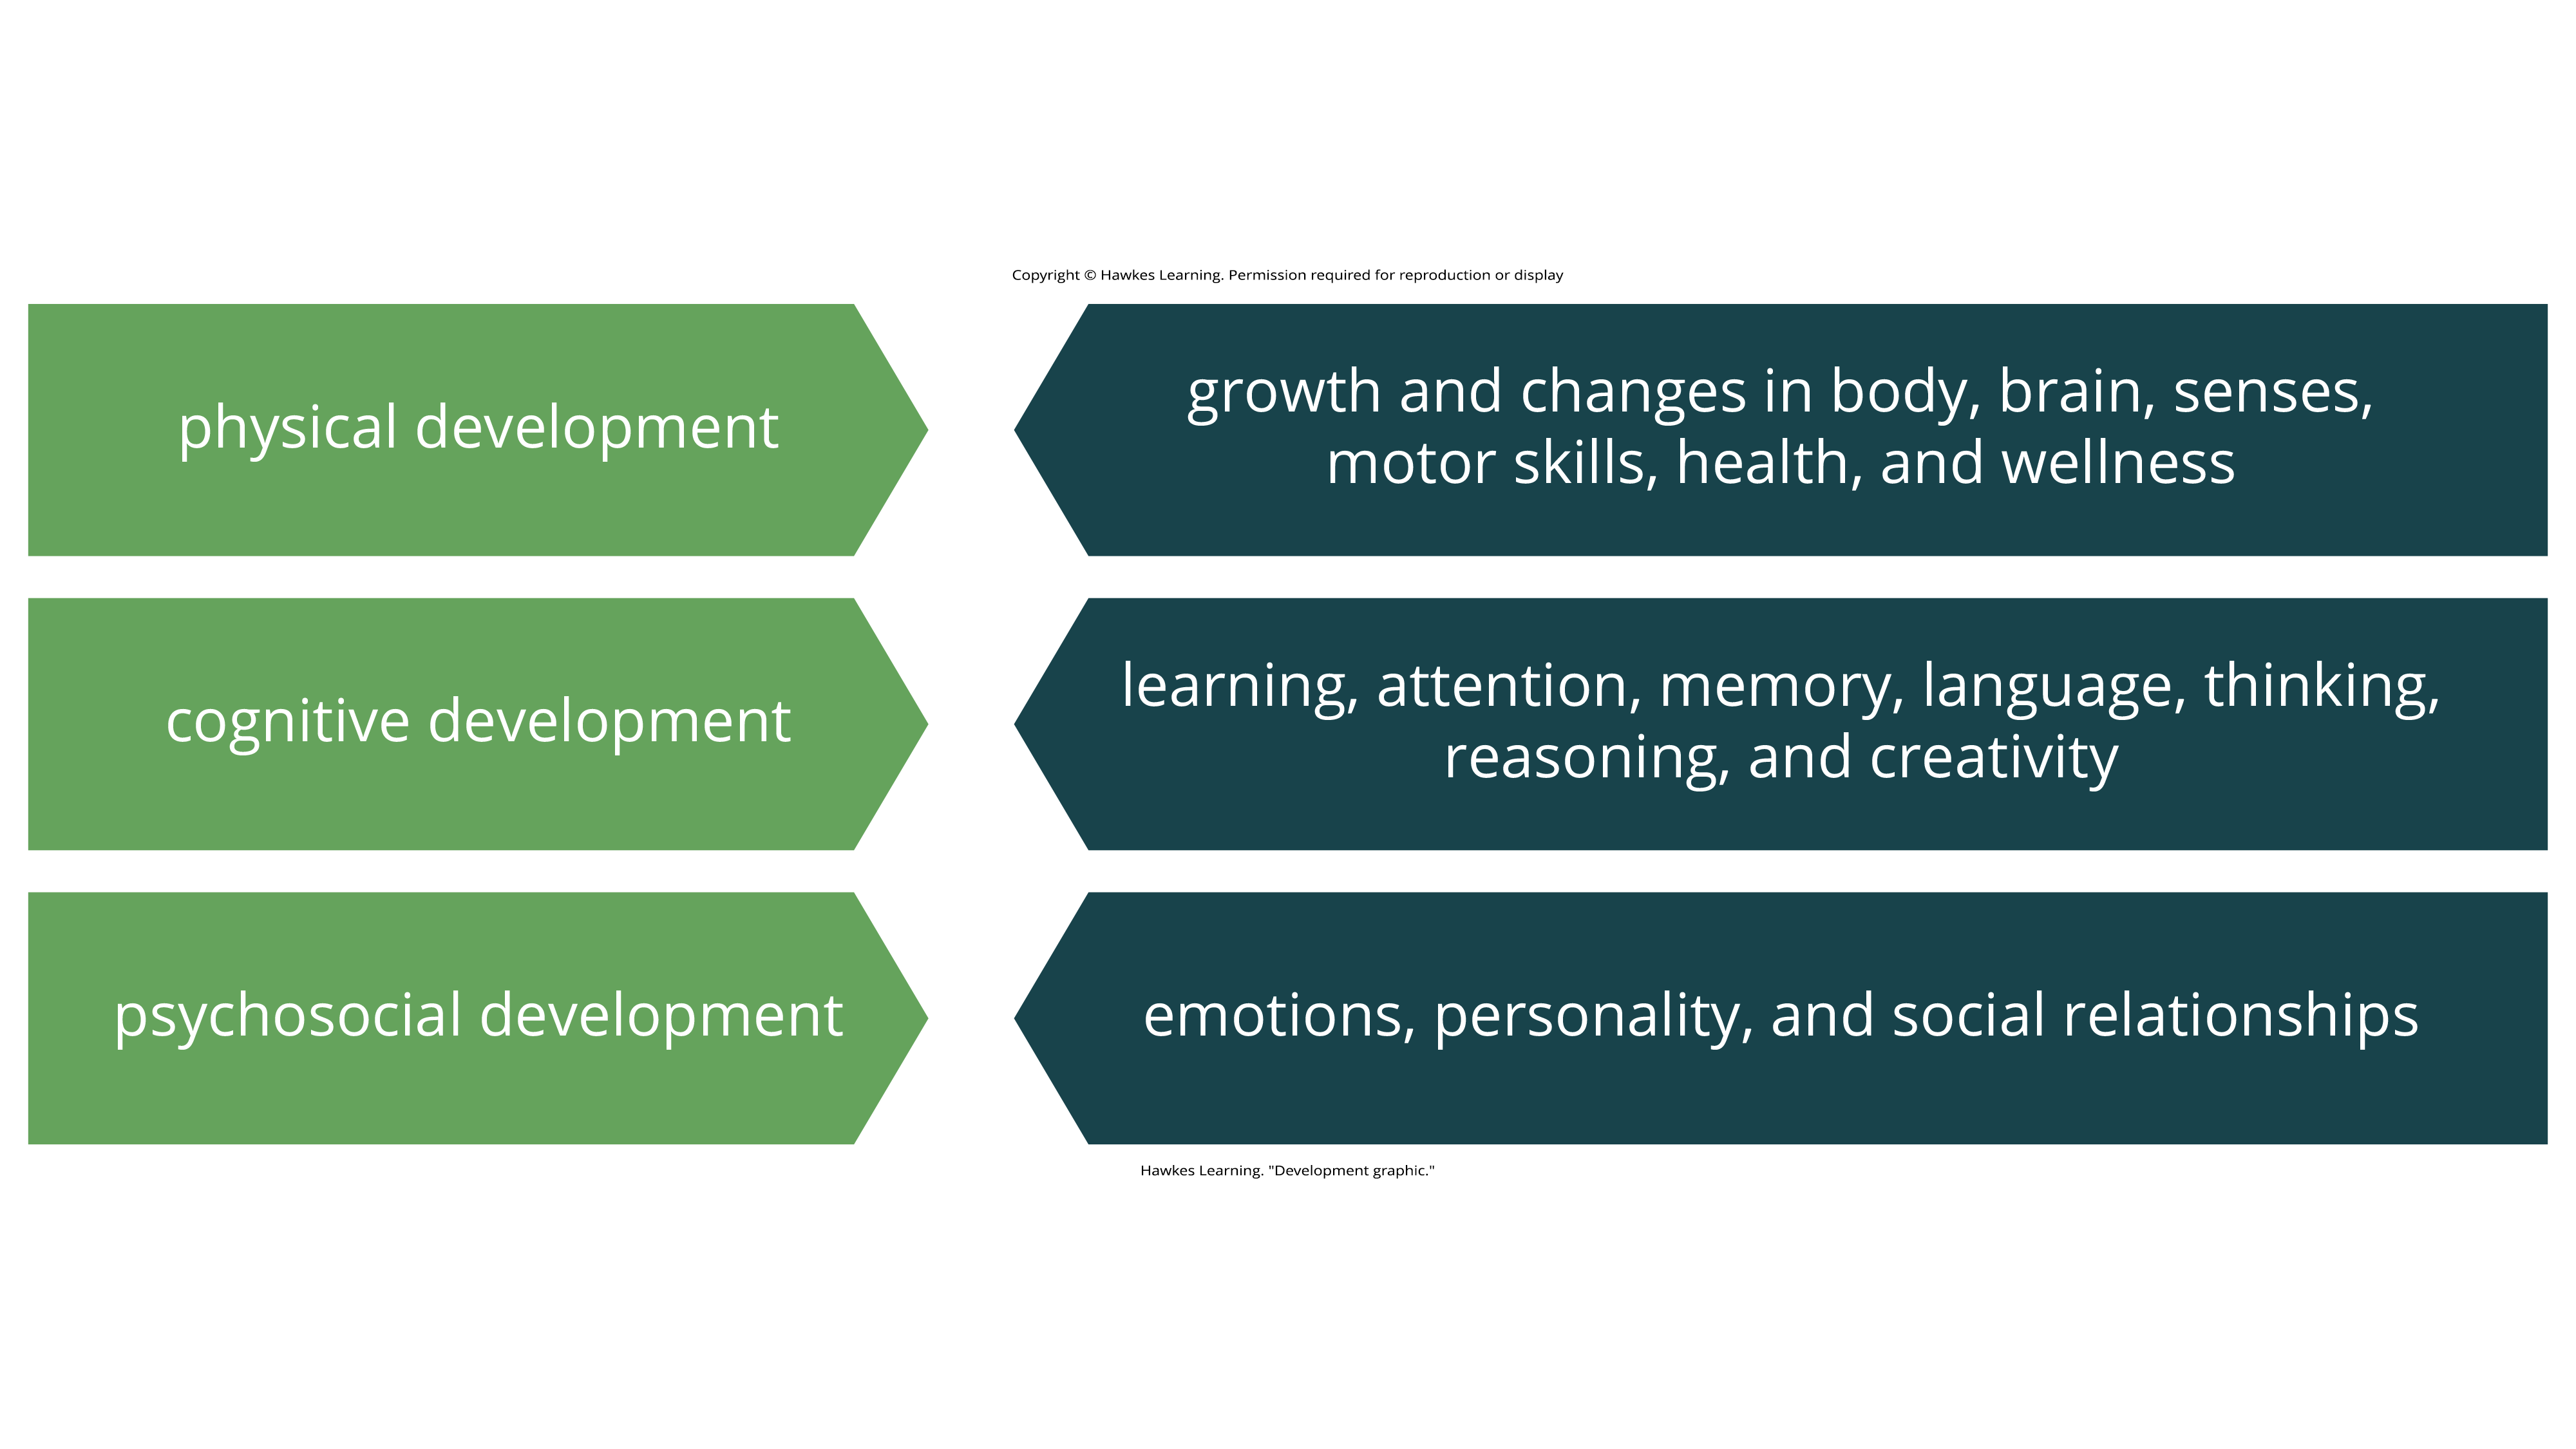 Copyright © Hawkes Learning. Permission required for reproduction or display
physical development
growth and changes in body, brain, senses,
motor skills, health, and wellness
cognitive development
learning, attention, memory, language, thinking,
reasoning, and creativity
psychosocial development
emotions, personality, and social relationships
Hawkes Learning. "Development graphic."